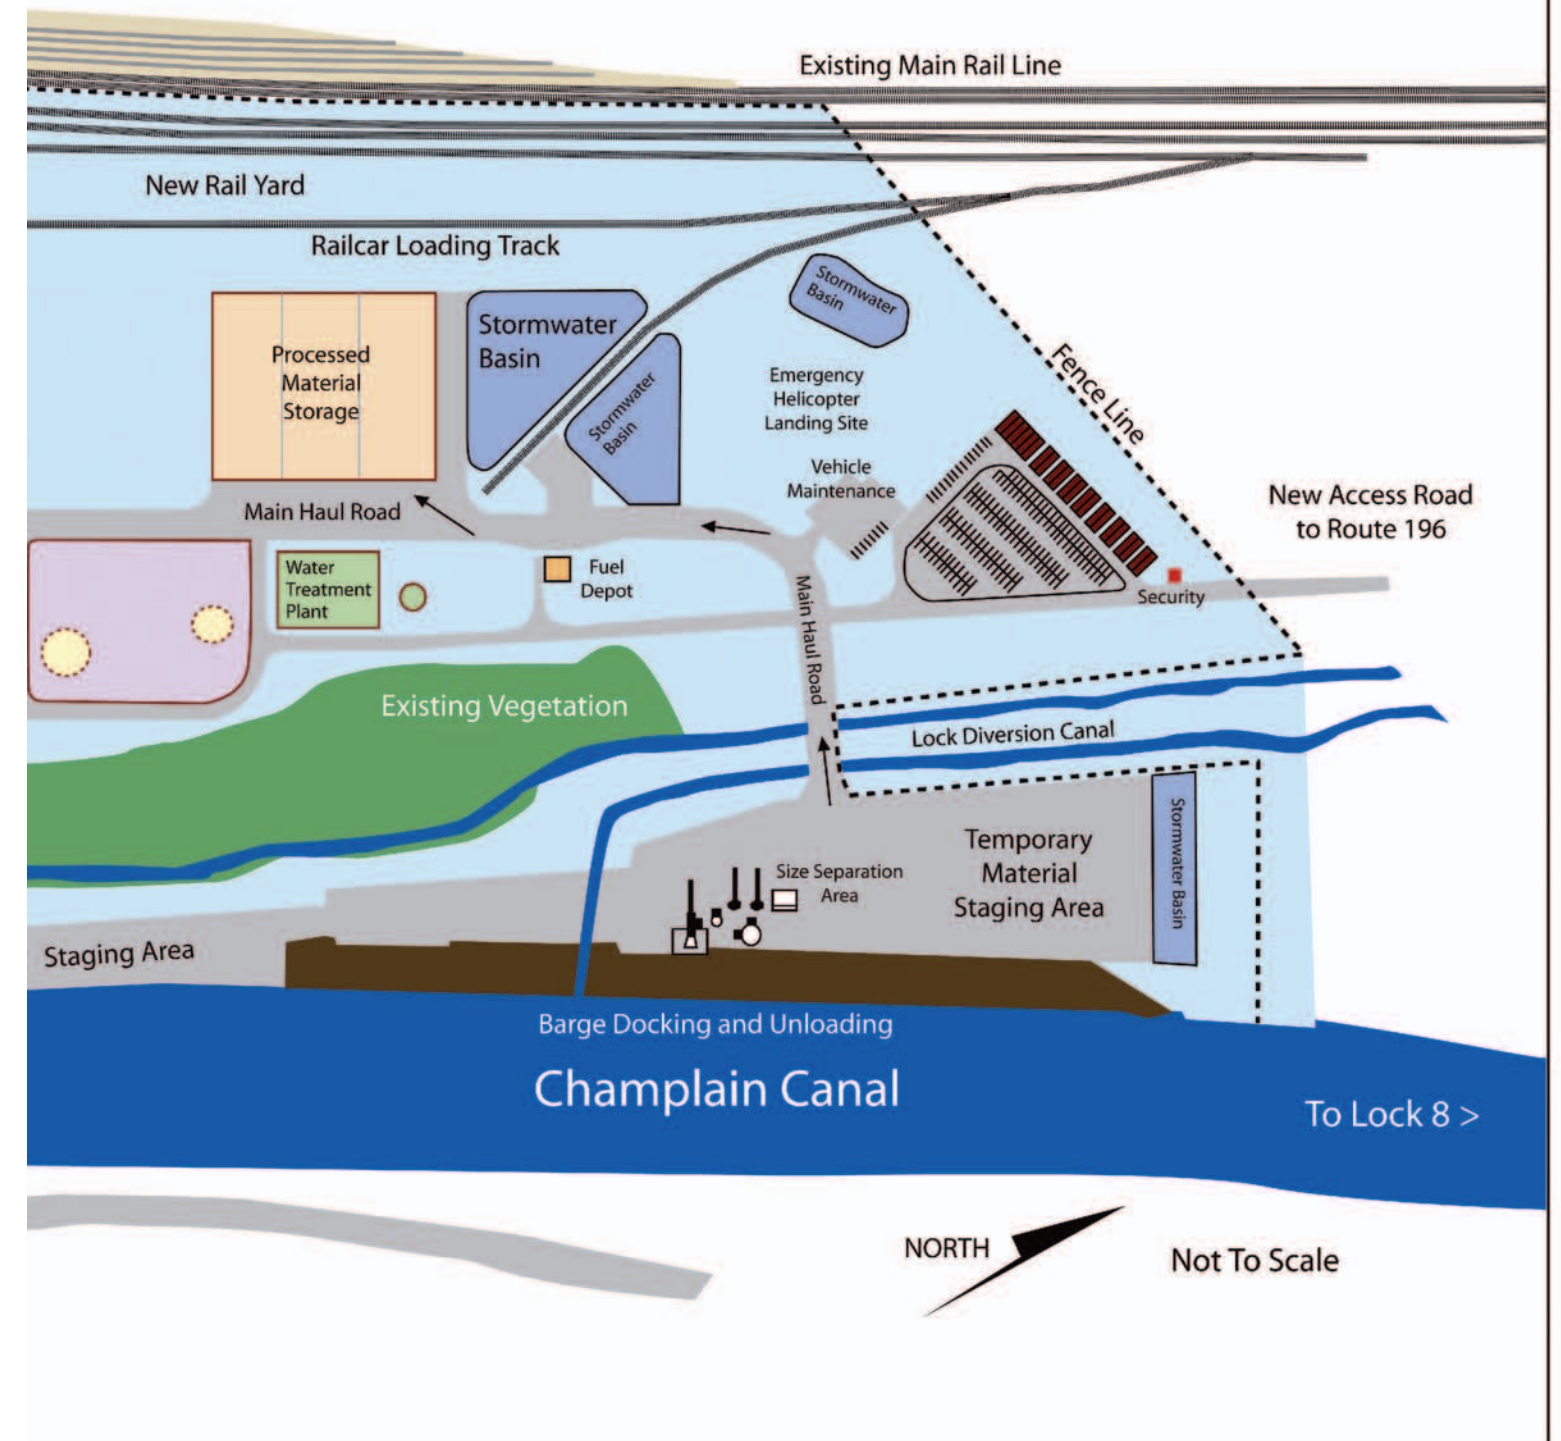 Existing Main Rail Line
New Rail Yard
Railcar Loading Track
Stormwater
Basin
Stormwater
Basin
Processed
Material
Storage
Stormwater
Basin
Emergency
Helicopter
Landing Site
Fence Line
Vehicle
Maintenance
New Access Road
to Route 196
Main Haul Road
Water
Treatment
Plant
Fuel
Depot
Main Haul Road
Security
Existing Vegetation
Lock Diversion Canal
Temporary
Material
Staging Area
Stormwater Basin
Size Separation
Area
Staging Area
Barge Docking and Unloading
Champlain Canal
To Lock 8 >
NORTH
Not To Scale